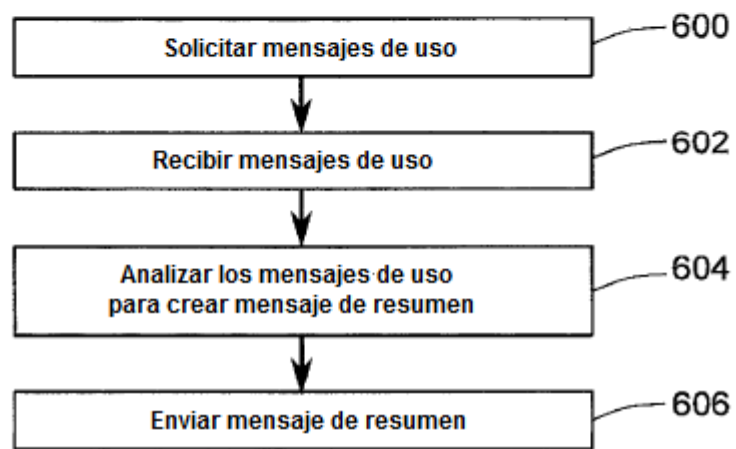 Solicitar mensajes de uso
600
Recibir mensajes de uso
602
Analizar los mensajes de uso
para crear mensaje de resumen
604
Enviar mensaje de resumen
606